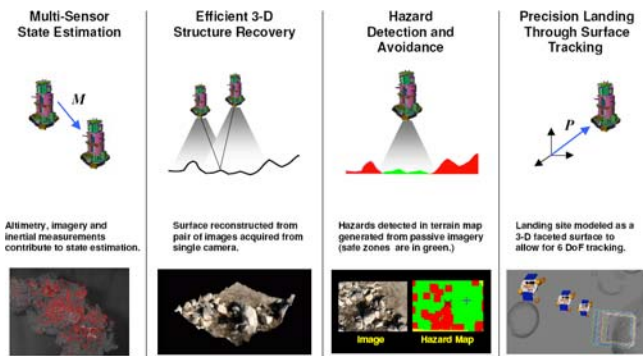 Multi-Sensor
State Estimation
M
Altimetry, imagery and
inertial measurements
contribute to state estimation.
Efficient 3-D
Structure Recovery
Surface reconstructed from
pair of images acquired from
single camera.
Hazard
Detection and
Avoidance
Hazards detected in terrain map
generated from passive imagery
(safe zones are in green.)
Image
Hazard Map
Precision Landing
Through Surface
Tracking
P
Landing site modeled as a
3-D faceted surface to
allow for 6 DoF tracking.